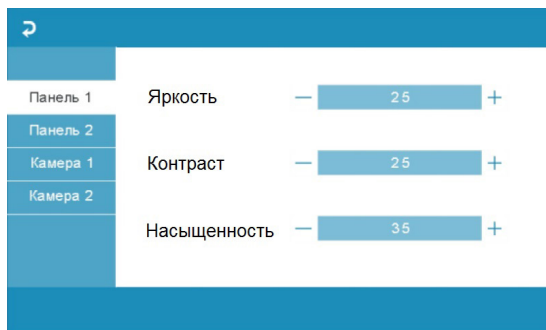 Панель 1
Панель 2
Камера 1
Камера 2
Яркость — 25 +
Контраст — 25 +
Насыщенность — 35 +